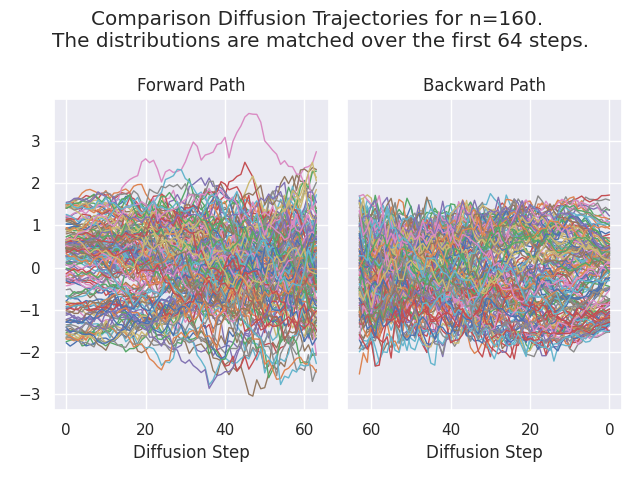 Comparison Diffusion Trajectories for n=160.
The distributions are matched over the first 64 steps.
Forward Path
Backward Path
3
2
1
0
−1
−2
−3
0 20 40 60
60 40 20 0
Diffusion Step
Diffusion Step